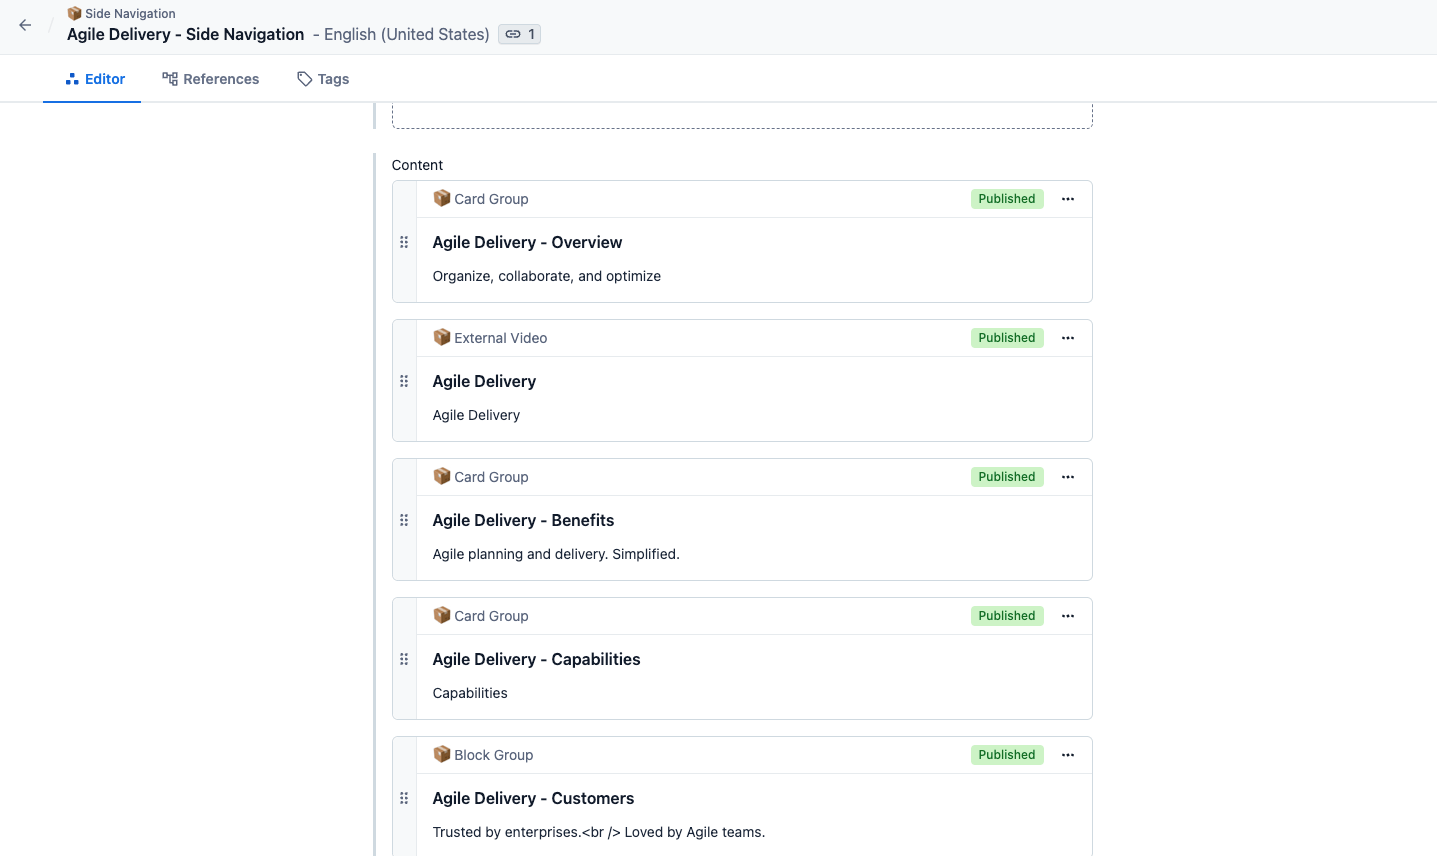 Side Navigation
Agile Delivery - Side Navigation - English (United States) 1
Editor References Tags
Content
Card Group Published
Agile Delivery - Overview
Organize, collaborate, and optimize
External Video Published
Agile Delivery
Agile Delivery
Card Group Published
Agile Delivery - Benefits
Agile planning and delivery. Simplified.
Card Group Published
Agile Delivery - Capabilities
Capabilities
Block Group Published
Agile Delivery - Customers
Trusted by enterprises.<br /> Loved by Agile teams.